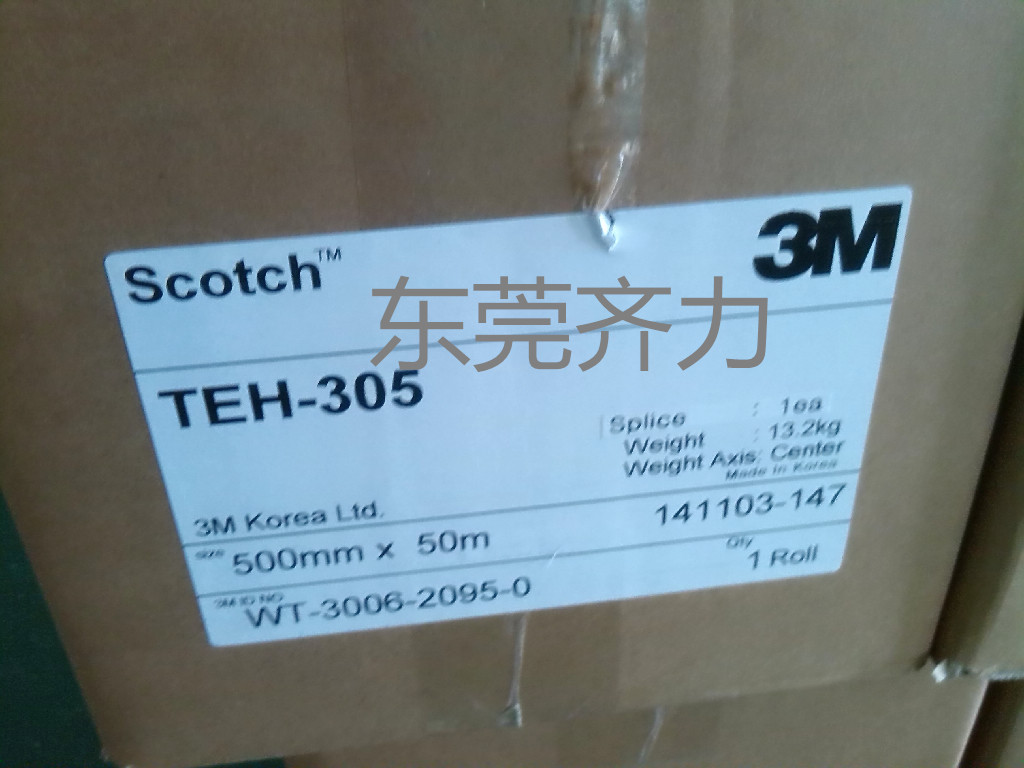 Scotch™
3M
东莞齐力
TEH-305
Splice : 1ea
Weight : 13.2kg
Weight Axis: Center
Made in Korea
3M Korea Ltd.
141103-147
SIZE 500mm x 50m
Qty 1 Roll
3M ID NO WT-3006-2095-0